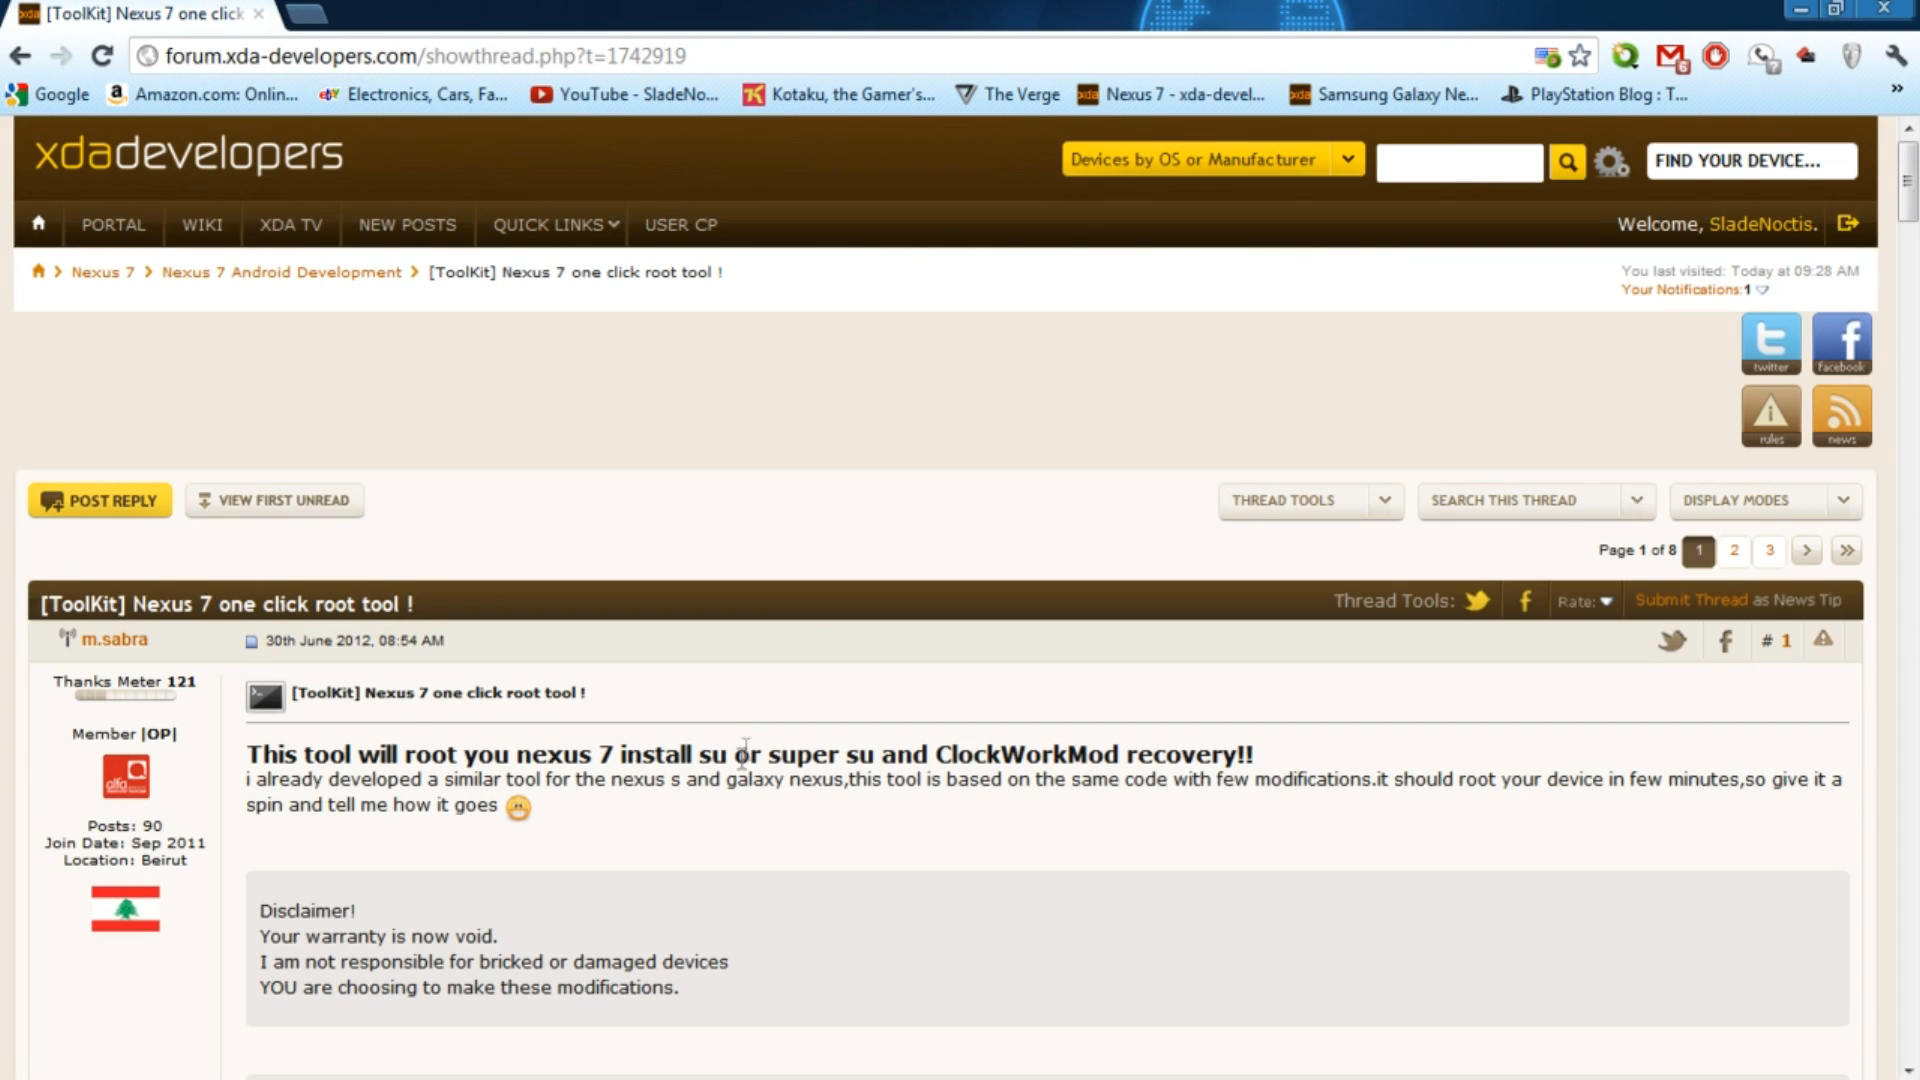 [ToolKit] Nexus 7 one click
forum.xda-developers.com/showthread.php?t=1742919
6
?
Google
Amazon.com: Onlin...
Electronics, Cars, Fa...
YouTube - SladeNo...
Kotaku, the Gamer's...
The Verge
Nexus 7 - xda-devel...
Samsung Galaxy Ne...
PlayStation Blog : T...
»
xdadevelopers
Devices by OS or Manufacturer
FIND YOUR DEVICE...
PORTAL
WIKI
XDA TV
NEW POSTS
QUICK LINKS
USER CP
Welcome, SladeNoctis.
Nexus 7 > Nexus 7 Android Development > [ToolKit] Nexus 7 one click root tool !
You last visited: Today at 09:28 AM
Your Notifications:1
twitter
facebook
rules
news
POST REPLY
VIEW FIRST UNREAD
THREAD TOOLS
SEARCH THIS THREAD
DISPLAY MODES
Page 1 of 8 1 2 3 > »
[ToolKit] Nexus 7 one click root tool !
Thread Tools:
Rate:
Submit Thread as News Tip
m.sabra
30th June 2012, 08:54 AM
# 1
Thanks Meter 121
Member |OP|
alfa
Posts: 90
Join Date: Sep 2011
Location: Beirut
[ToolKit] Nexus 7 one click root tool !
This tool will root you nexus 7 install su or super su and ClockWorkMod recovery!!
i already developed a similar tool for the nexus s and galaxy nexus,this tool is based on the same code with few modifications.it should root your device in few minutes,so give it a
spin and tell me how it goes
Disclaimer!
Your warranty is now void.
I am not responsible for bricked or damaged devices
YOU are choosing to make these modifications.